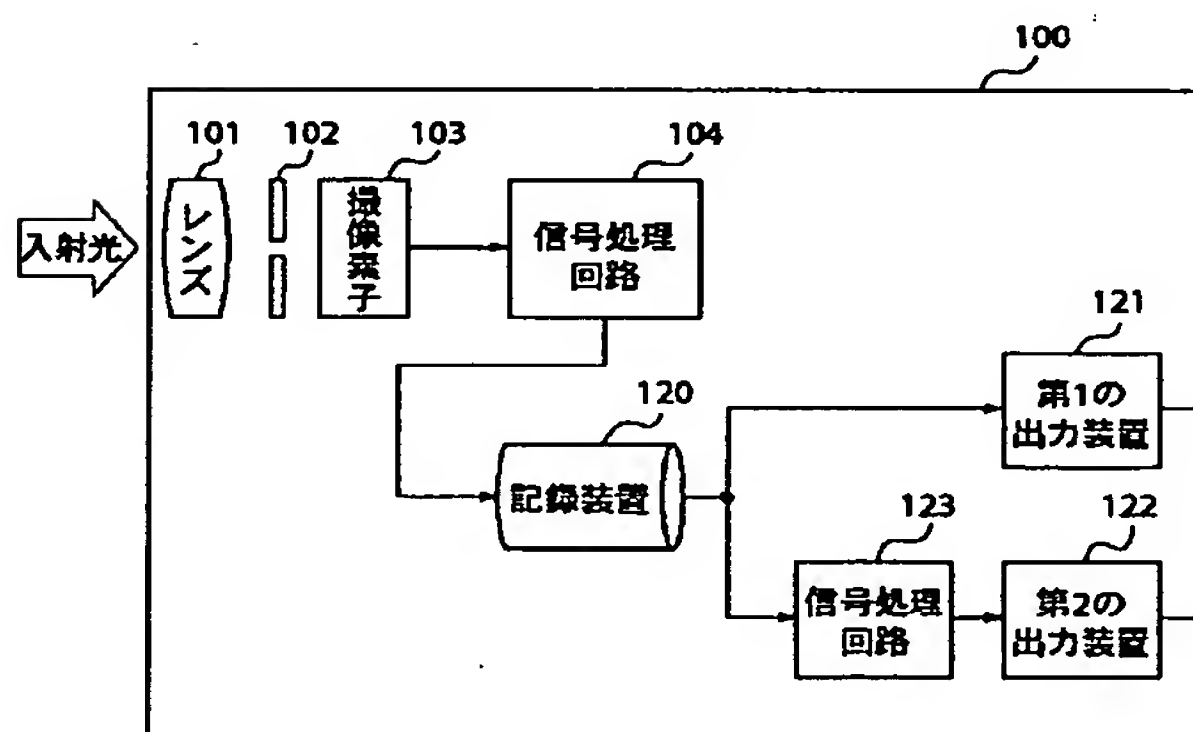 100
101
102
103
104
入射光
レンズ
撮像素子
信号処理
回路
121
第1の
出力装置
120
記録装置
123
122
信号処理
回路
第2の
出力装置